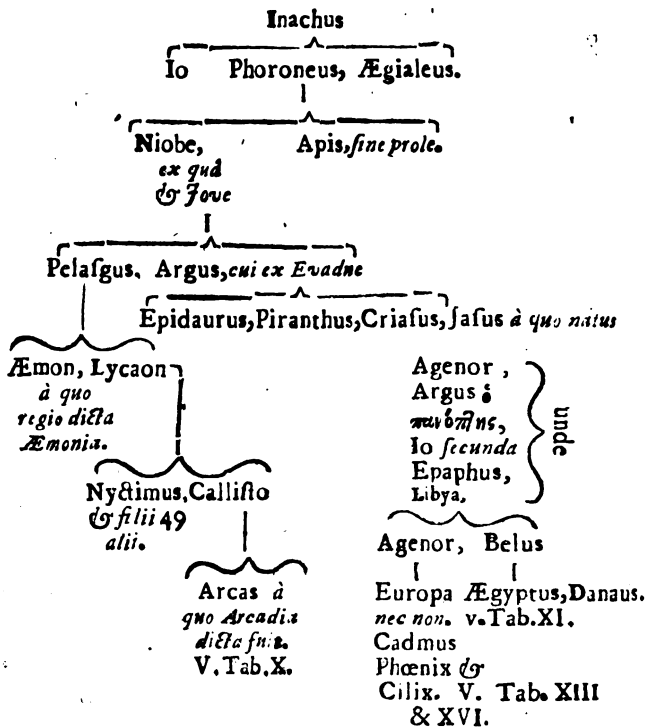 Inachus
Io Phoroneus, Ægialeus.
Niobe, Apis, ſine prole.
ex quâ
& Jove
Pelaſgus. Argus, cui ex Evadne
Epidaurus, Piranthus, Criaſus, Jaſus à quo natus
Æmon, Lycaon
à quo
regio dicta
Æmonia.
Agenor,
Argus ὁ
πανόπτης,
Io ſecunda
Epaphus,
Libya.
unde
Nyctimus, Calliſto
& filii 49
alii.
Agenor, Belus
Arcas à
quo Arcadia
dicta fuit.
V. Tab. X.
Europa Ægyptus, Danaus.
nec non. v. Tab. XI.
Cadmus
Phœnix &
Cilix. V. Tab. XIII
& XVI.